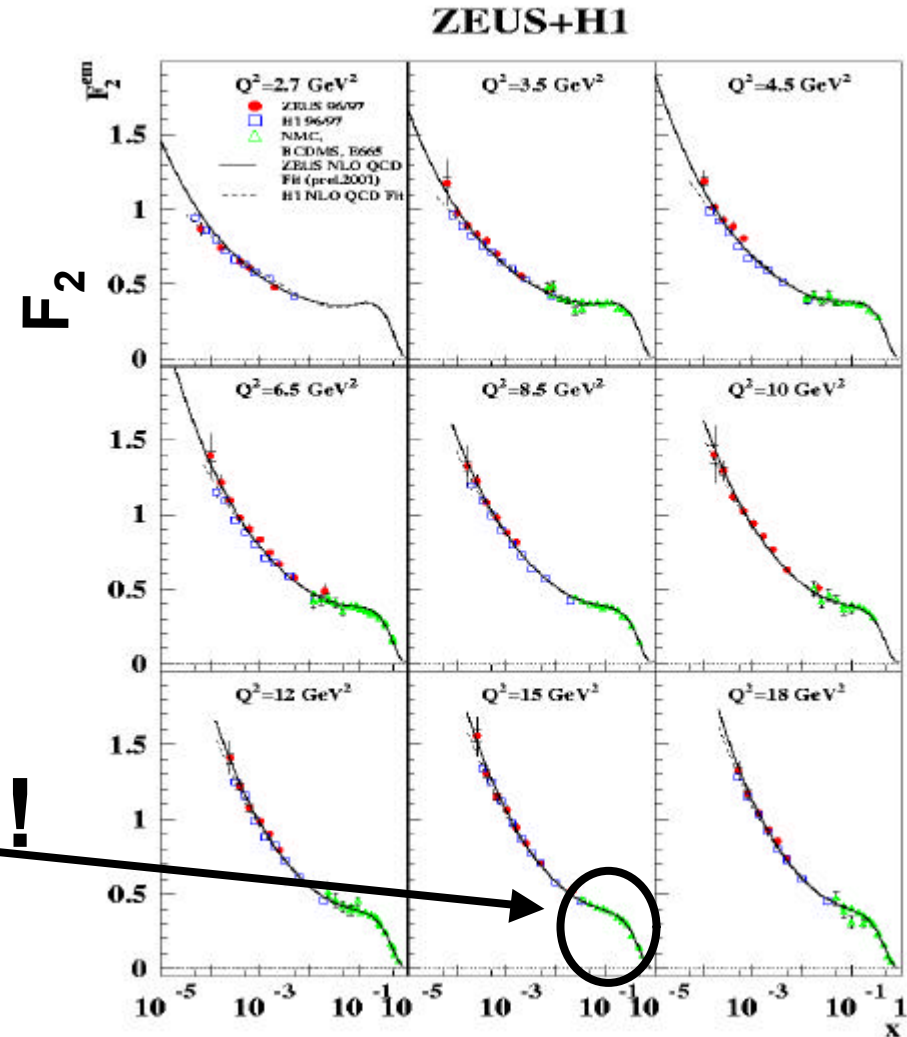 ZEUS+H1
F₂ᵉᵐ
F₂
Q²=2.7 GeV²
ZEUS 96/97
H1 96/97
NMC,
BCDMS, E665
ZEUS NLO QCD
Fit (prel.2001)
H1 NLO QCD Fit
Q²=3.5 GeV²
Q²=4.5 GeV²
1.5
1
0.5
0
Q²=6.5 GeV²
Q²=8.5 GeV²
Q²=10 GeV²
1.5
1
0.5
0
Q²=12 GeV²
Q²=15 GeV²
Q²=18 GeV²
1.5
1
0.5
0
!
10⁻⁵ 10⁻³ 10⁻¹ 10⁻⁵ 10⁻³ 10⁻¹ 10⁻⁵ 10⁻³ 10⁻¹ 1
x